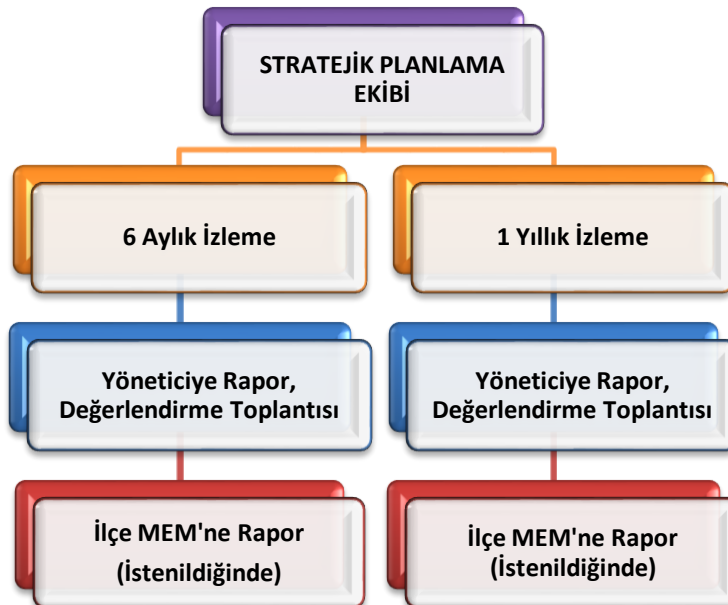 STRATEJİK PLANLAMA
EKİBİ
6 Aylık İzleme
1 Yıllık İzleme
Yöneticiye Rapor,
Değerlendirme Toplantısı
Yöneticiye Rapor,
Değerlendirme Toplantısı
İlçe MEM'ne Rapor
(İstenildiğinde)
İlçe MEM'ne Rapor
(İstenildiğinde)